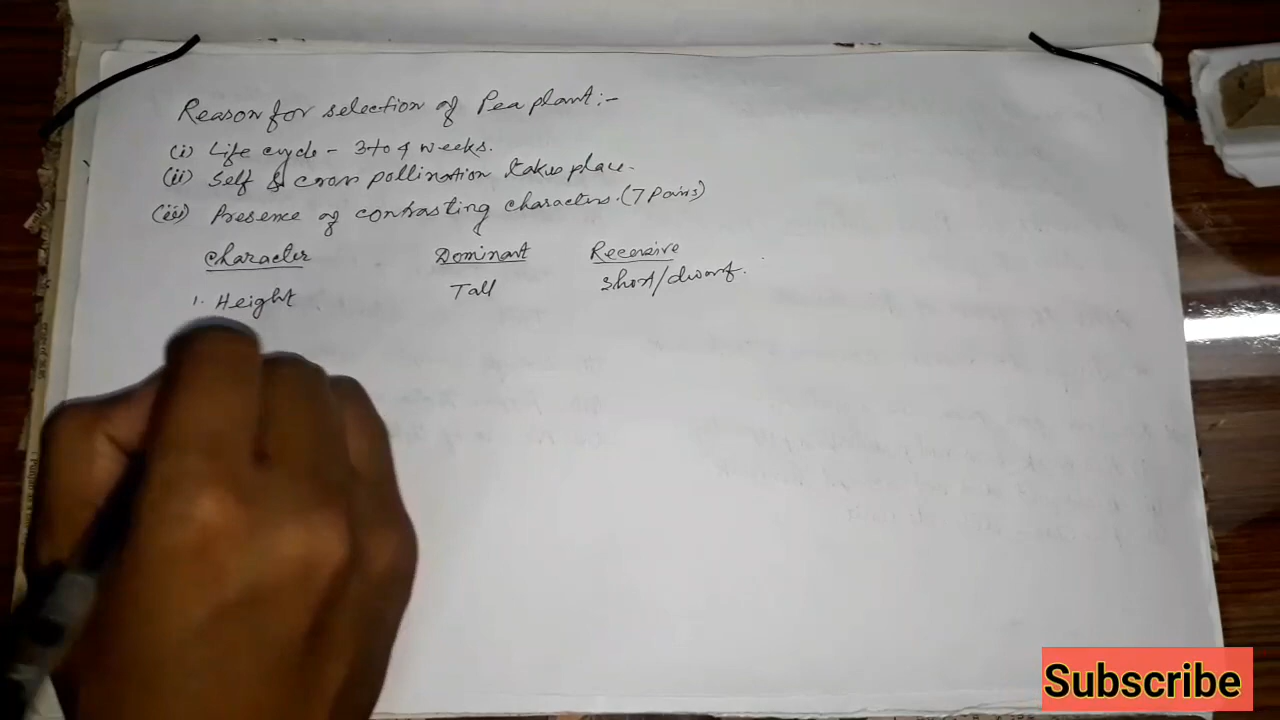 Reason for selection of Pea plant:-
(i) Life cycle - 3 to 4 weeks.
(ii) Self & cross pollination takes place.
(iii) Presence of contrasting characters. (7 Pairs)
Character Dominant Recessive
1. Height Tall Short/dwarf.
Subscribe